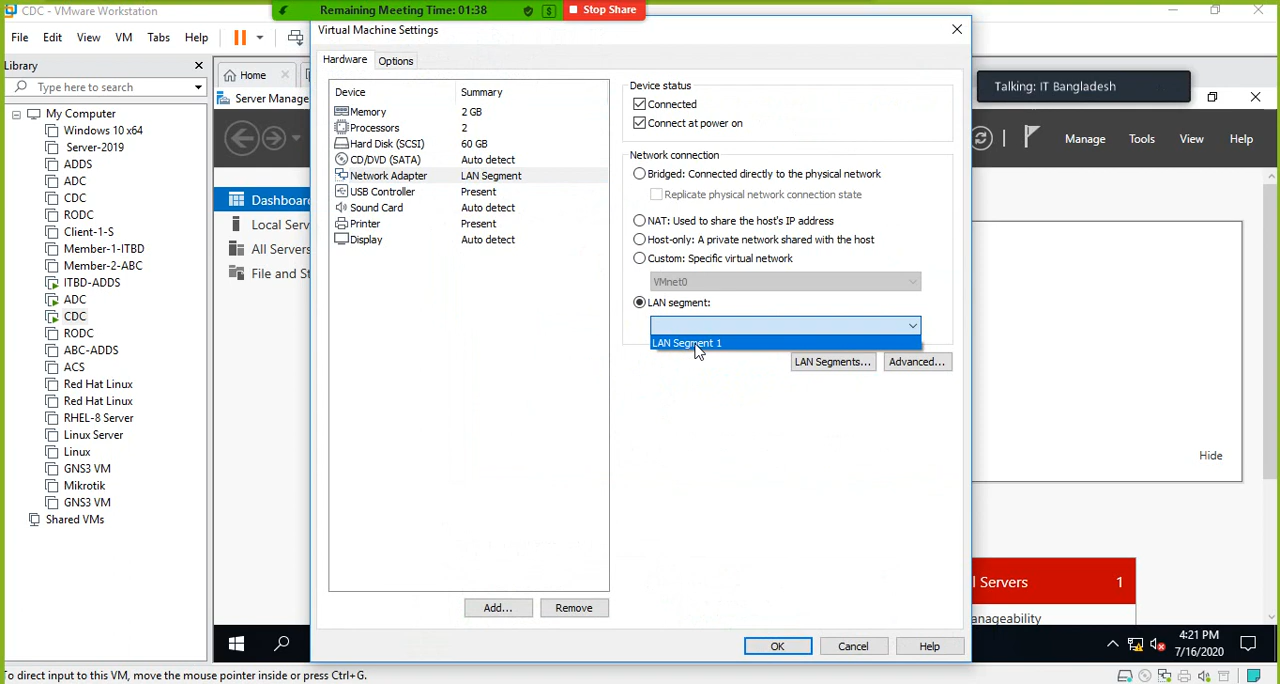 CDC - VMware Workstation
Remaining Meeting Time: 01:38
Stop Share
File Edit View VM Tabs Help
Library
Type here to search
My Computer
Windows 10 x64
Server-2019
ADDS
ADC
CDC
RODC
Client-1-S
Member-1-ITBD
Member-2-ABC
ITBD-ADDS
ADC
CDC
RODC
ABC-ADDS
ACS
Red Hat Linux
Red Hat Linux
RHEL-8 Server
Linux Server
Linux
GNS3 VM
Mikrotik
GNS3 VM
Shared VMs
Home
Server Manage
Dashboar
Local Serv
All Servers
File and St
Virtual Machine Settings
Hardware Options
Device Summary
Memory 2 GB
Processors 2
Hard Disk (SCSI) 60 GB
CD/DVD (SATA) Auto detect
Network Adapter LAN Segment
USB Controller Present
Sound Card Auto detect
Printer Present
Display Auto detect
Add... Remove
Device status
Connected
Connect at power on
Network connection
Bridged: Connected directly to the physical network
Replicate physical network connection state
NAT: Used to share the host's IP address
Host-only: A private network shared with the host
Custom: Specific virtual network
VMnet0
LAN segment:
LAN Segment 1
LAN Segments... Advanced...
OK Cancel Help
Talking: IT Bangladesh
Manage Tools View Help
Hide
l Servers 1
nageability
4:21 PM
7/16/2020
To direct input to this VM, move the mouse pointer inside or press Ctrl+G.